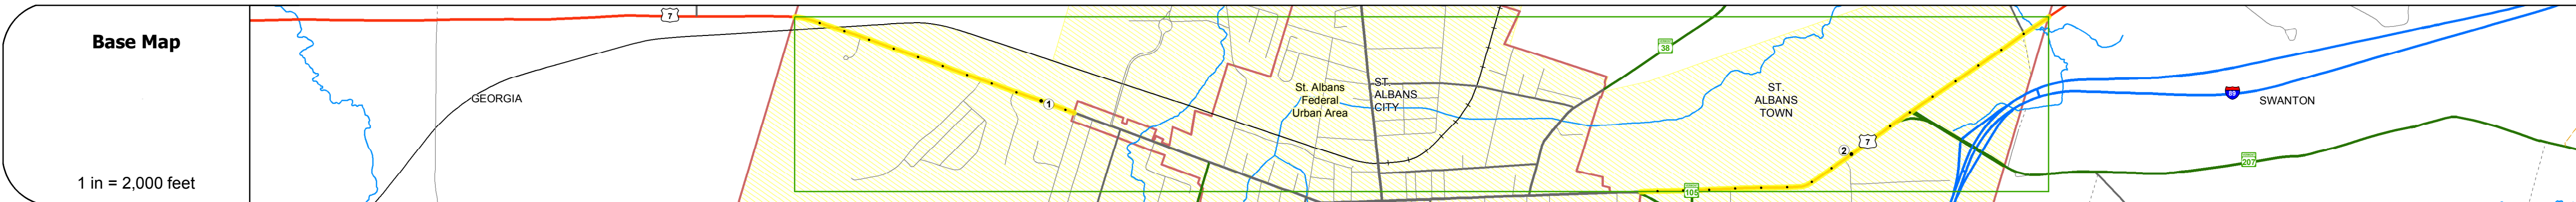 Base Map
1 in = 2,000 feet
7
GEORGIA
1
St. Albans
Federal
Urban Area
ST.
ALBANS
CITY
38
ST.
ALBANS
TOWN
105
2
7
89
SWANTON
207